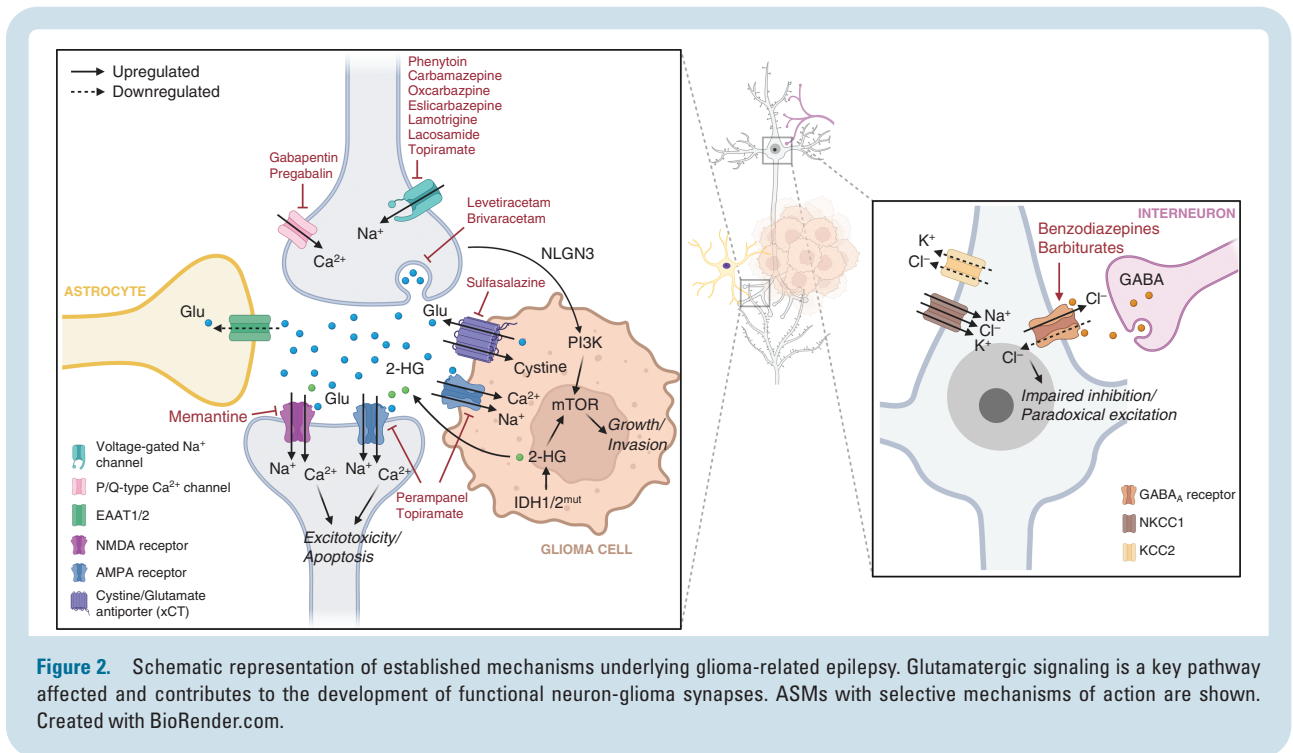 Upregulated
Downregulated
Phenytoin
Carbamazepine
Oxcarbzpine
Eslicarbazepine
Lamotrigine
Lacosamide
Topiramate
Gabapentin
Pregabalin
Na⁺
Ca²⁺
Levetiracetam
Brivaracetam
NLGN3
ASTROCYTE
Glu
Sulfasalazine
Glu
PI3K
Cystine
2-HG
Glu
Memantine
Ca²⁺
Na⁺
mTOR
Growth/
Invasion
2-HG
IDH1/2ᵐᵘᵗ
GLIOMA CELL
Na⁺
Ca²⁺
Na⁺
Ca²⁺
Perampanel
Topiramate
Excitotoxicity/
Apoptosis
Voltage-gated Na⁺
channel
P/Q-type Ca²⁺ channel
EAAT1/2
NMDA receptor
AMPA receptor
Cystine/Glutamate
antiporter (xCT)
INTERNEURON
Benzodiazepines
Barbiturates
K⁺
Cl⁻
GABA
Cl⁻
Na⁺
Cl⁻
K⁺
Cl⁻
Impaired inhibition/
Paradoxical excitation
GABA_A receptor
NKCC1
KCC2
Figure 2. Schematic representation of established mechanisms underlying glioma-related epilepsy. Glutamatergic signaling is a key pathway
affected and contributes to the development of functional neuron-glioma synapses. ASMs with selective mechanisms of action are shown.
Created with BioRender.com.